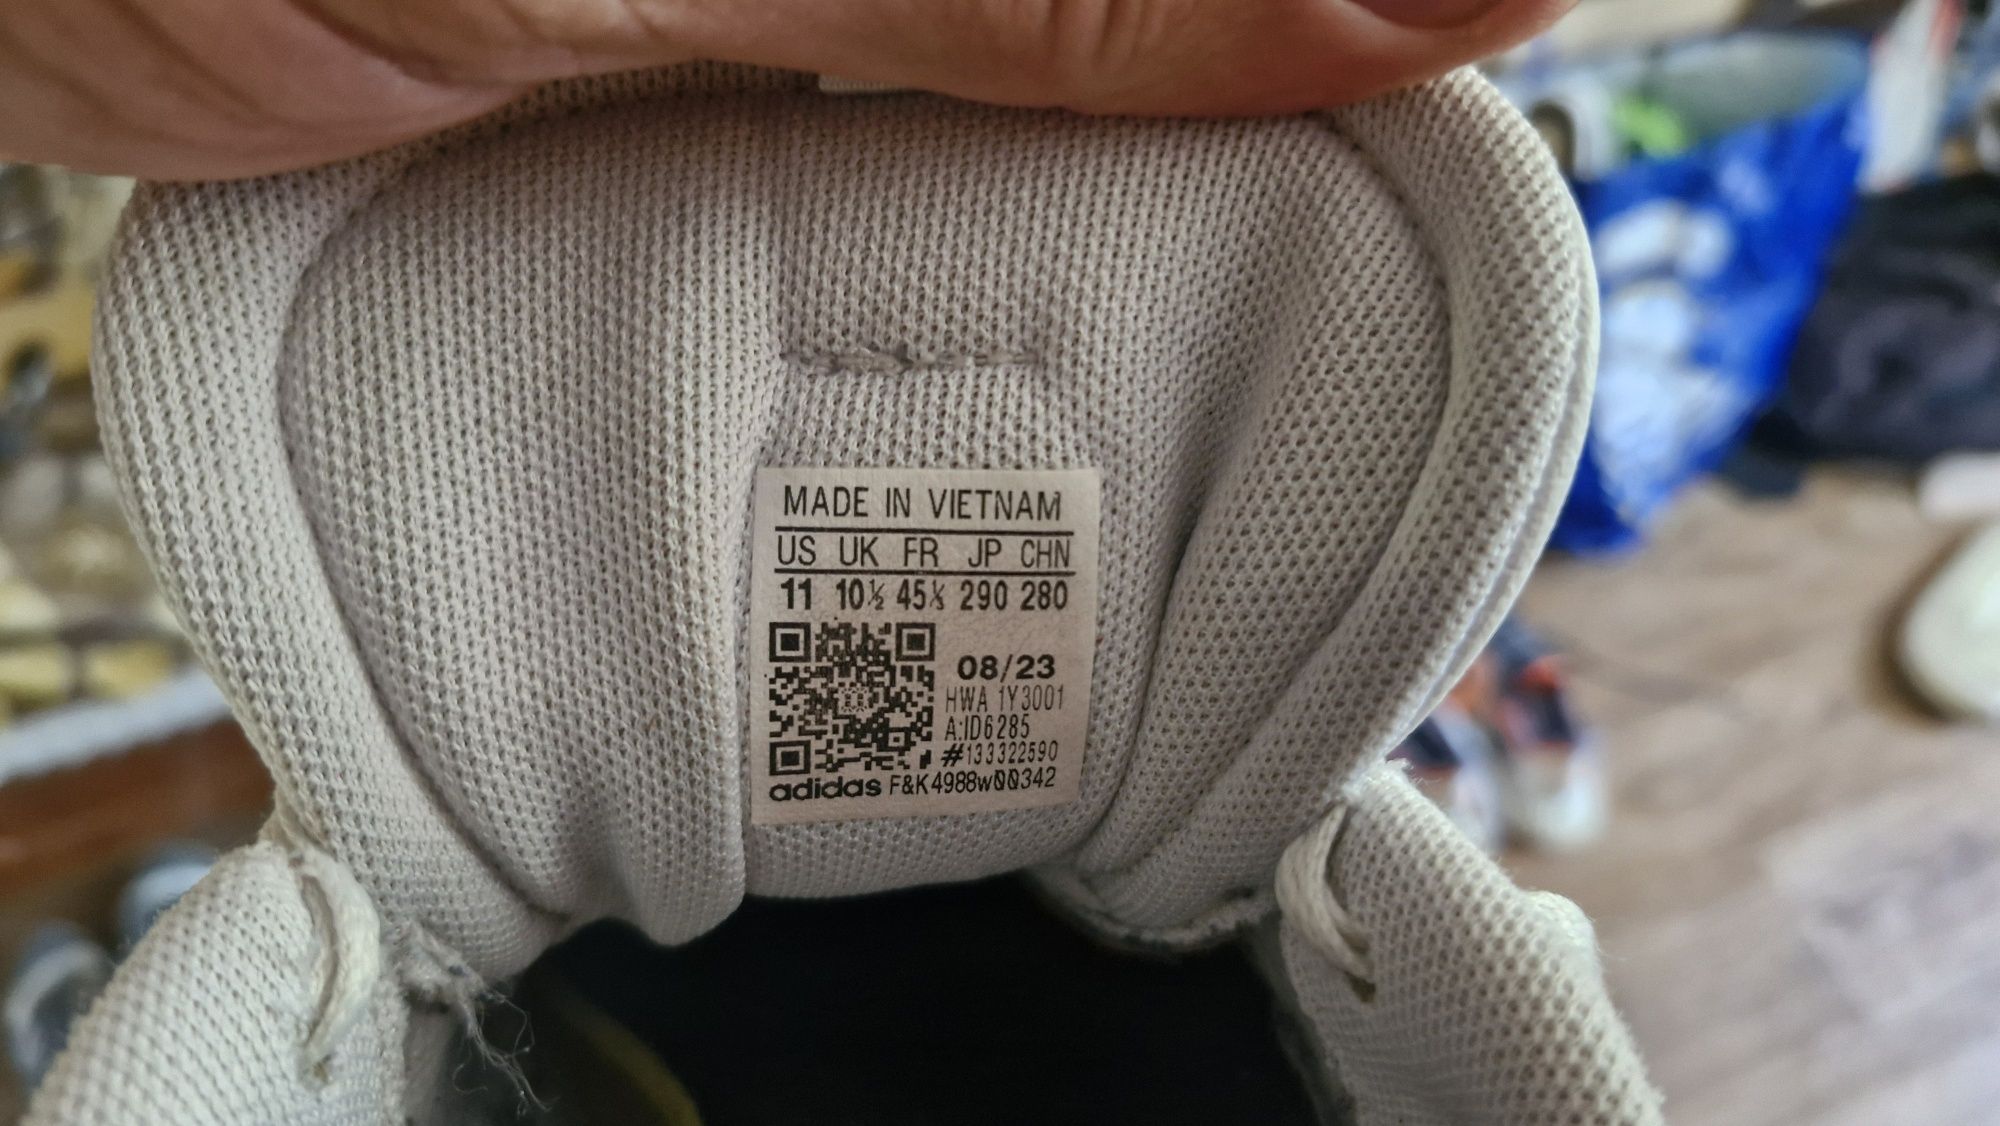 MADE IN VIETNAM
US UK FR JP CHN
11 10½ 45⅓ 290 280
08/23
HWA 1Y3001
A:ID6285
#133322590
adidas F&K4988w00342